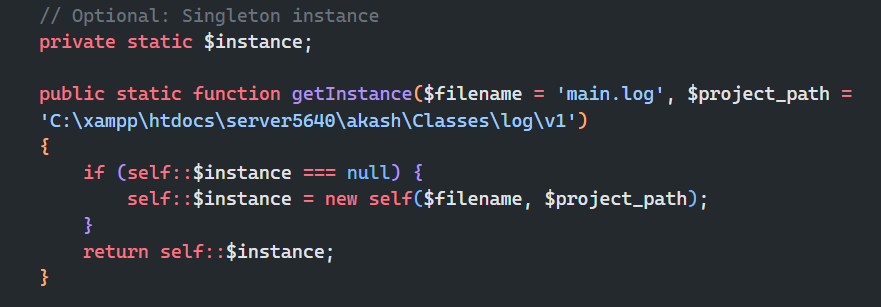 // Optional: Singleton instance
private static $instance;
public static function getInstance($filename = 'main.log', $project_path =
'C:\xampp\htdocs\server5640\akash\Classes\log\v1')
{
if (self::$instance === null) {
self::$instance = new self($filename, $project_path);
}
return self::$instance;
}